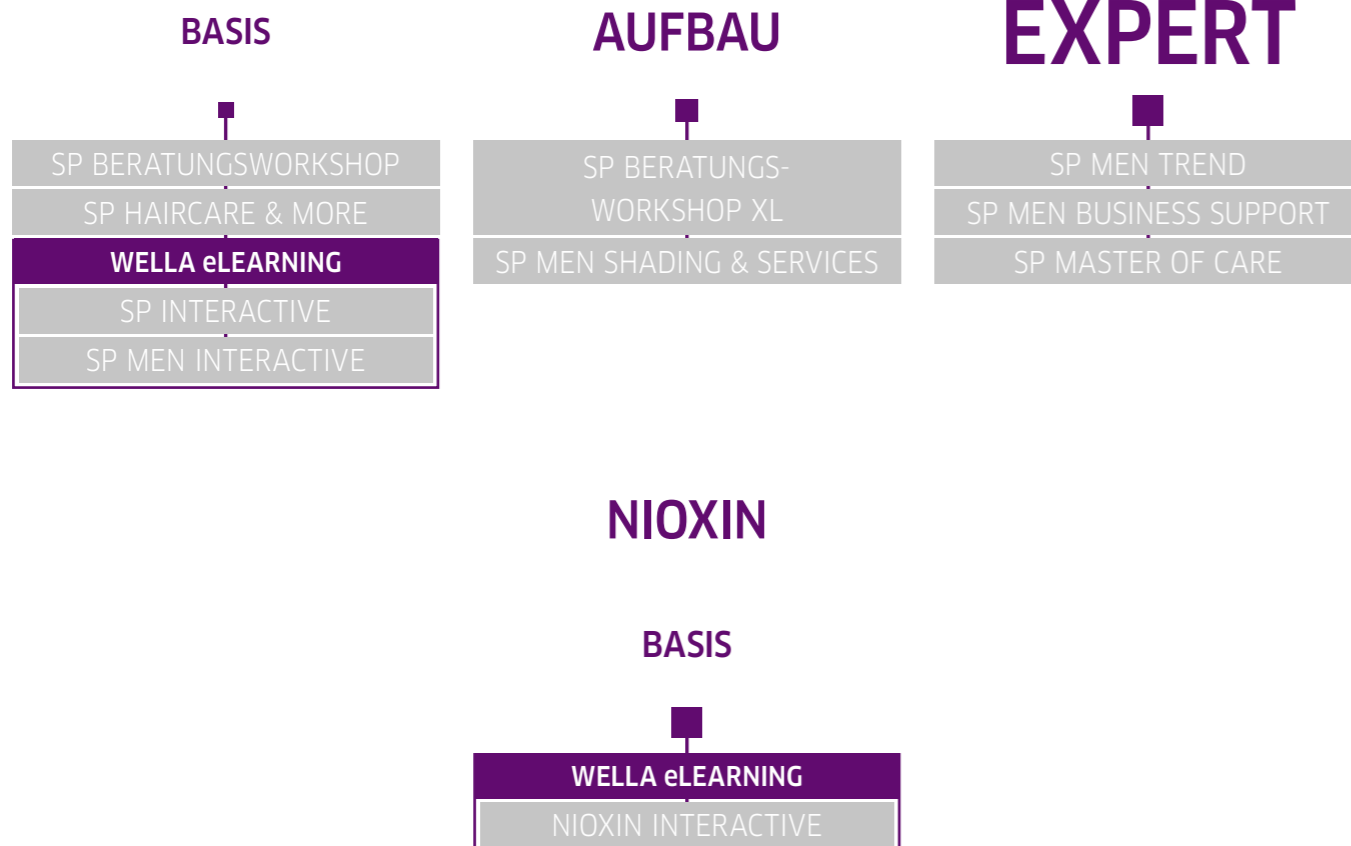 BASIS
AUFBAU
EXPERT
SP BERATUNGSWORKSHOP
SP HAIRCARE & MORE
WELLA eLEARNING
SP INTERACTIVE
SP MEN INTERACTIVE
SP BERATUNGS-
WORKSHOP XL
SP MEN SHADING & SERVICES
SP MEN TREND
SP MEN BUSINESS SUPPORT
SP MASTER OF CARE
NIOXIN
BASIS
WELLA eLEARNING
NIOXIN INTERACTIVE